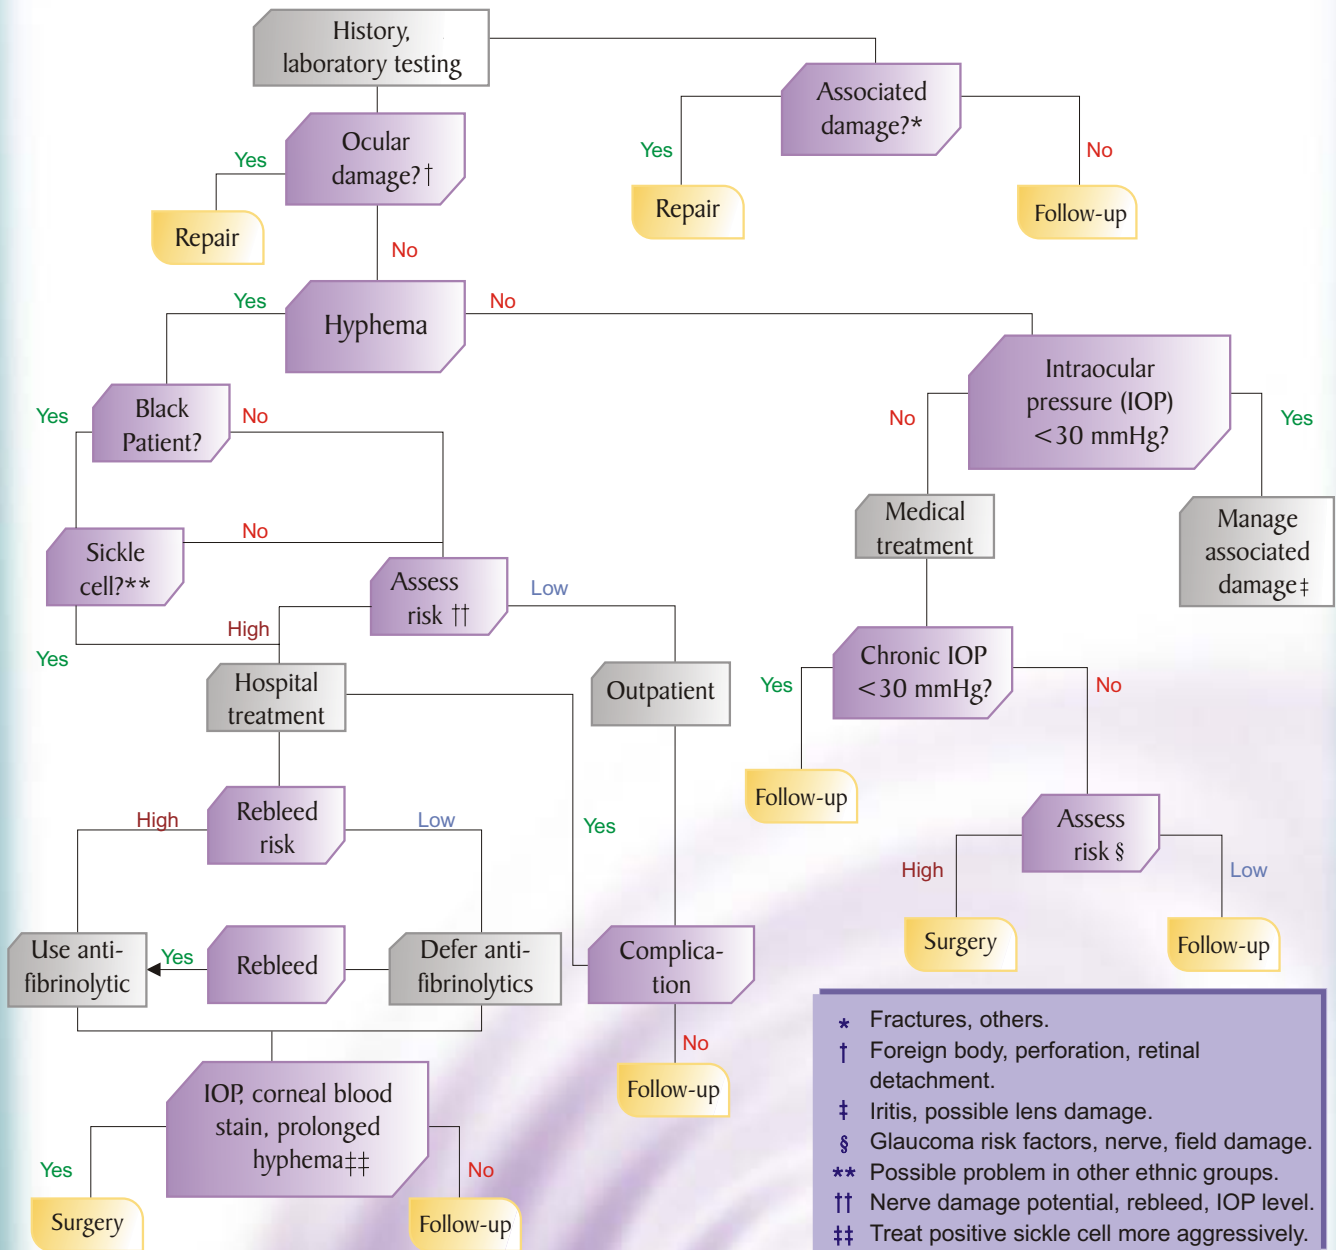 History,
laboratory testing
Associated
damage?*
Yes
No
Repair
Follow-up
Ocular
damage?†
Yes
Repair
No
Hyphema
Yes
No
Intraocular
pressure (IOP)
<30 mmHg?
No
Yes
Black
Patient?
Yes
No
Medical
treatment
Manage
associated
damage‡
Sickle
cell?**
No
Yes
Assess
risk ††
High
Low
Hospital
treatment
Outpatient
Chronic IOP
<30 mmHg?
Yes
No
Follow-up
Assess
risk §
High
Low
Surgery
Follow-up
Rebleed
risk
High
Low
Yes
Use anti-
fibrinolytic
Yes
Rebleed
Defer anti-
fibrinolytics
Complica-
tion
No
Follow-up
IOP, corneal blood
stain, prolonged
hyphema‡‡
Yes
No
Surgery
Follow-up
* Fractures, others.
† Foreign body, perforation, retinal
detachment.
‡ Iritis, possible lens damage.
§ Glaucoma risk factors, nerve, field damage.
** Possible problem in other ethnic groups.
†† Nerve damage potential, rebleed, IOP level.
‡‡ Treat positive sickle cell more aggressively.